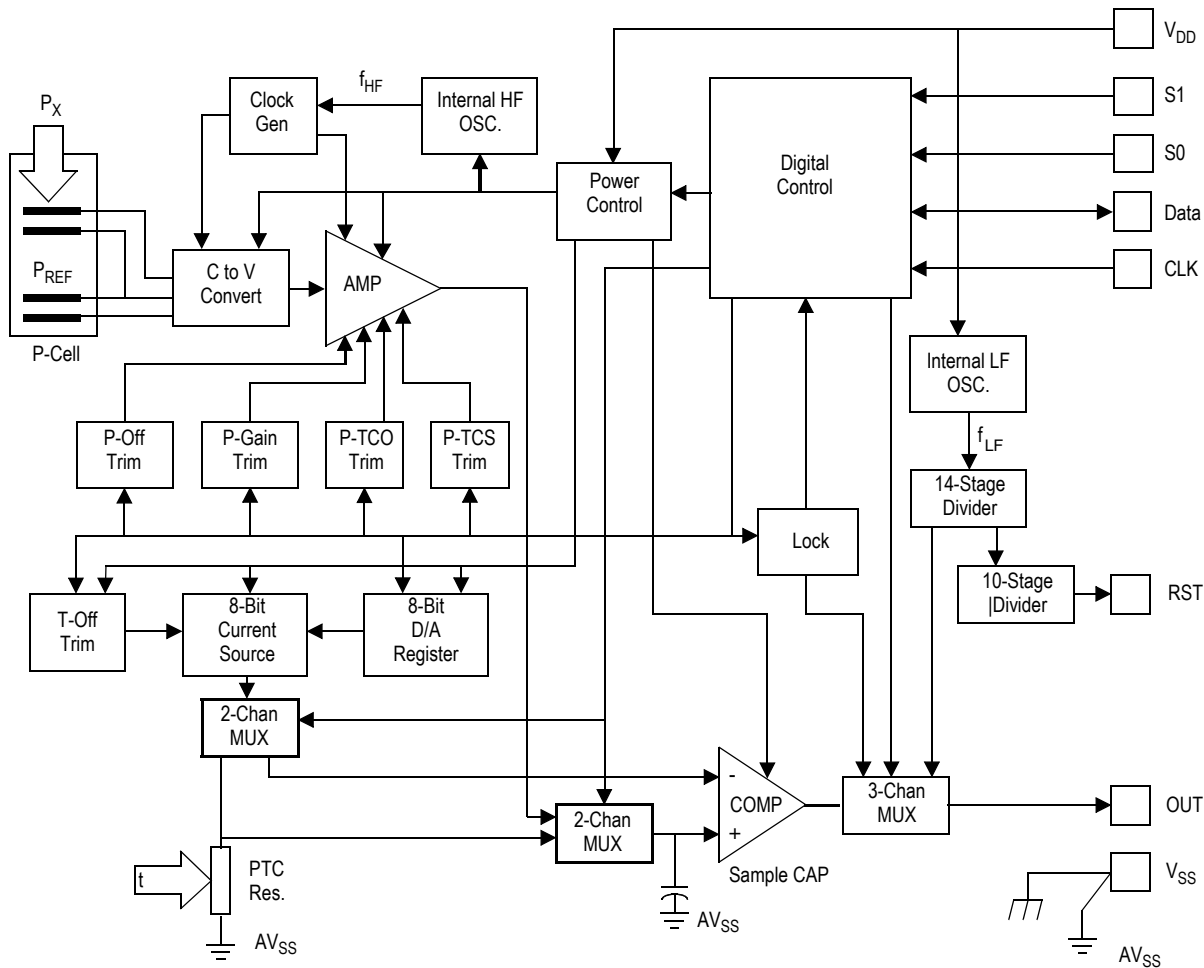 V_DD
f_HF
Clock
Gen
Internal HF
OSC.
S1
P_X
Digital
Control
S0
Power
Control
Data
P_REF
C to V
Convert
AMP
CLK
P-Cell
Internal LF
OSC.
f_LF
P-Off
Trim
P-Gain
Trim
P-TCO
Trim
P-TCS
Trim
14-Stage
Divider
Lock
10-Stage
|Divider
RST
T-Off
Trim
8-Bit
Current
Source
8-Bit
D/A
Register
2-Chan
MUX
-
COMP
+
3-Chan
MUX
OUT
2-Chan
MUX
t
PTC
Res.
Sample CAP
V_SS
AV_SS
AV_SS
AV_SS